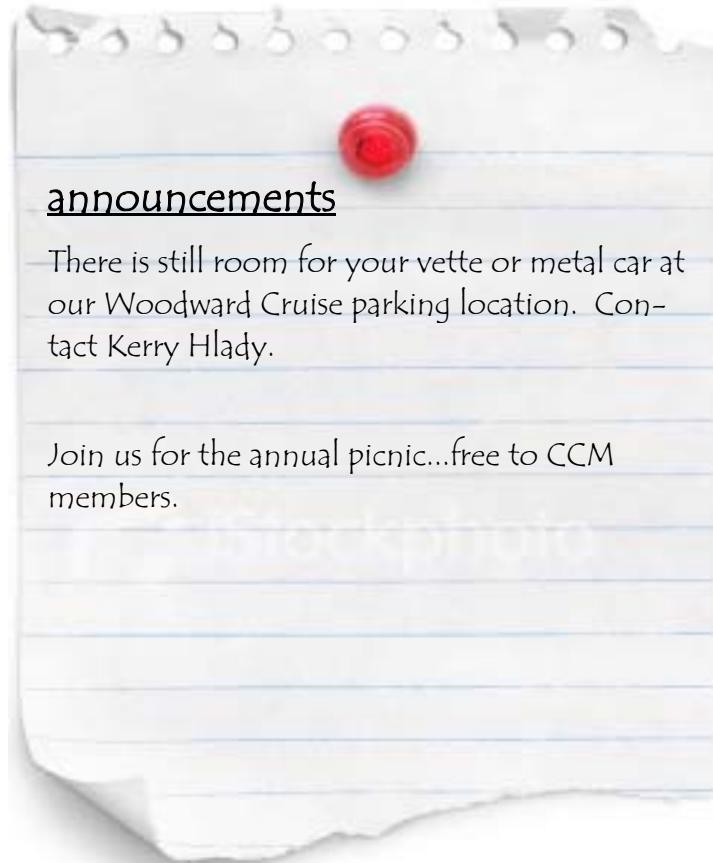 announcements
There is still room for your vette or metal car at
our Woodward Cruise parking location.  Con-
tact Kerry Hlady.
Join us for the annual picnic...free to CCM
members.
iStockphoto